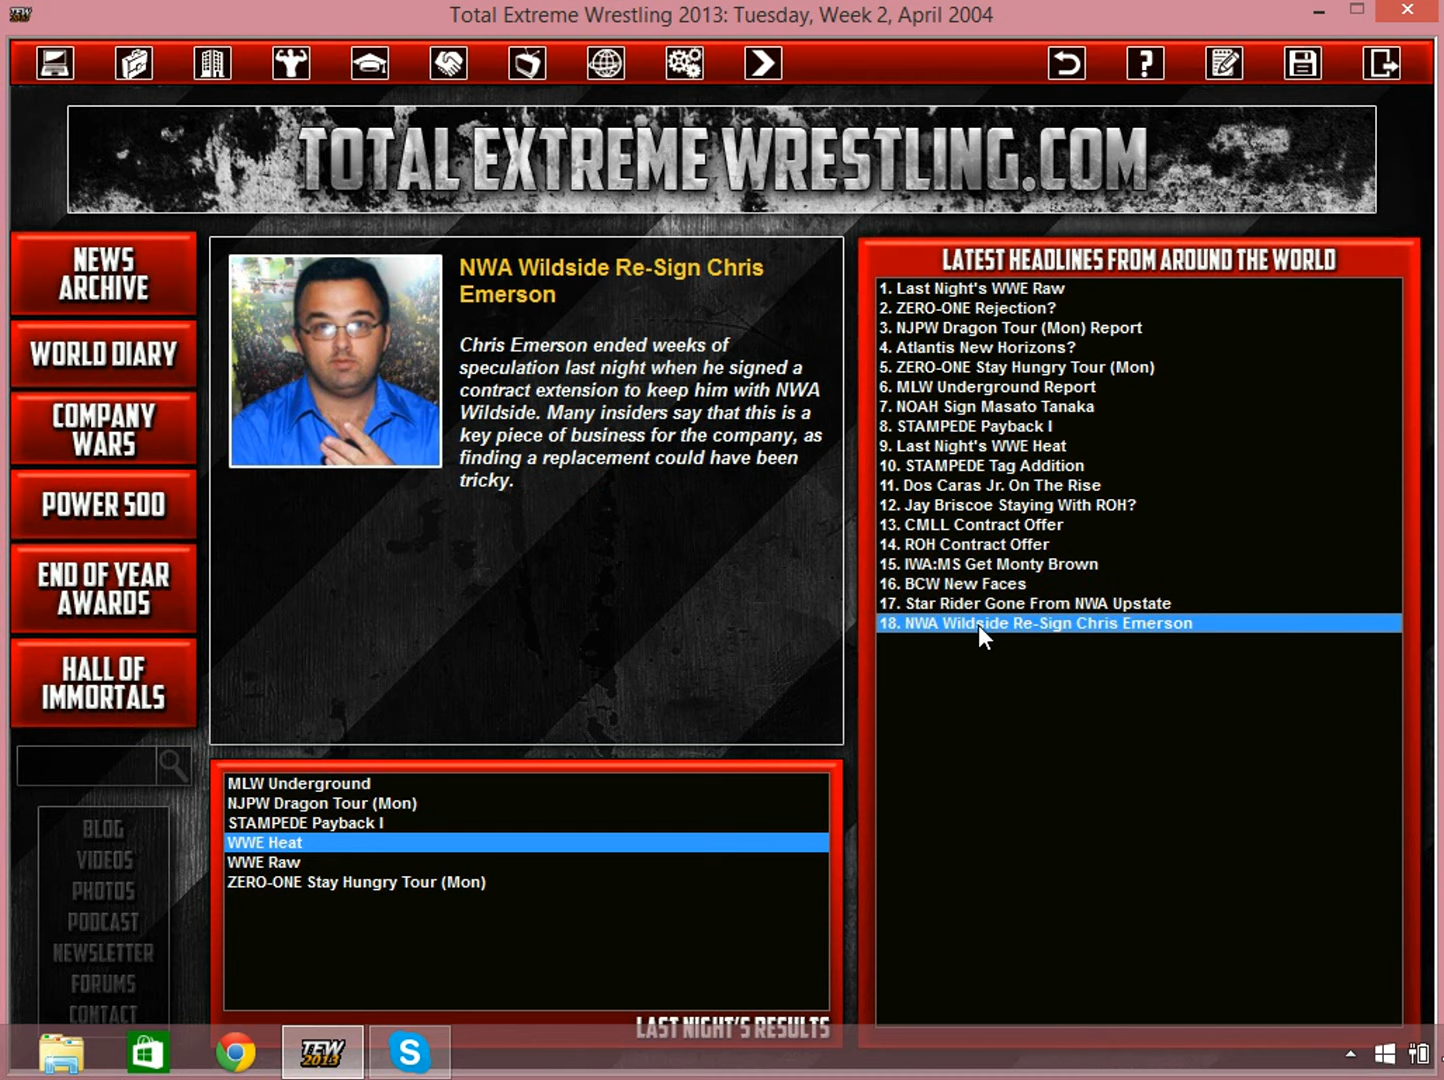 Total Extreme Wrestling 2013: Tuesday, Week 2, April 2004
TOTAL EXTREME WRESTLING.COM
NEWS
ARCHIVE
WORLD DIARY
COMPANY
WARS
POWER 500
END OF YEAR
AWARDS
HALL OF
IMMORTALS
BLOG
VIDEOS
PHOTOS
PODCAST
NEWSLETTER
FORUMS
CONTACT
NWA Wildside Re-Sign Chris
Emerson
Chris Emerson ended weeks of
speculation last night when he signed a
contract extension to keep him with NWA
Wildside. Many insiders say that this is a
key piece of business for the company, as
finding a replacement could have been
tricky.
MLW Underground
NJPW Dragon Tour (Mon)
STAMPEDE Payback I
WWE Heat
WWE Raw
ZERO-ONE Stay Hungry Tour (Mon)
LAST NIGHT'S RESULTS
LATEST HEADLINES FROM AROUND THE WORLD
1. Last Night's WWE Raw
2. ZERO-ONE Rejection?
3. NJPW Dragon Tour (Mon) Report
4. Atlantis New Horizons?
5. ZERO-ONE Stay Hungry Tour (Mon)
6. MLW Underground Report
7. NOAH Sign Masato Tanaka
8. STAMPEDE Payback I
9. Last Night's WWE Heat
10. STAMPEDE Tag Addition
11. Dos Caras Jr. On The Rise
12. Jay Briscoe Staying With ROH?
13. CMLL Contract Offer
14. ROH Contract Offer
15. IWA:MS Get Monty Brown
16. BCW New Faces
17. Star Rider Gone From NWA Upstate
18. NWA Wildside Re-Sign Chris Emerson
TEW
2013